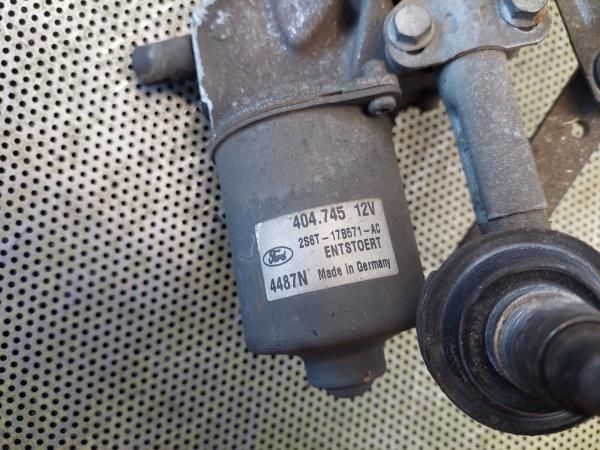 404.745 12V
2S6T-17B571-AC
Ford ENTSTOERT
4487N Made in Germany